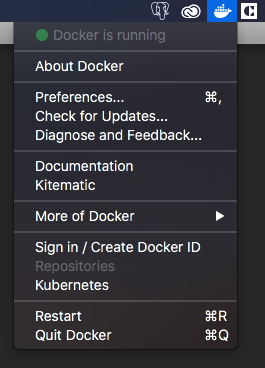 Docker is running
About Docker
Preferences... ⌘,
Check for Updates...
Diagnose and Feedback...
Documentation
Kitematic
More of Docker ▶
Sign in / Create Docker ID
Repositories
Kubernetes
Restart ⌘R
Quit Docker ⌘Q